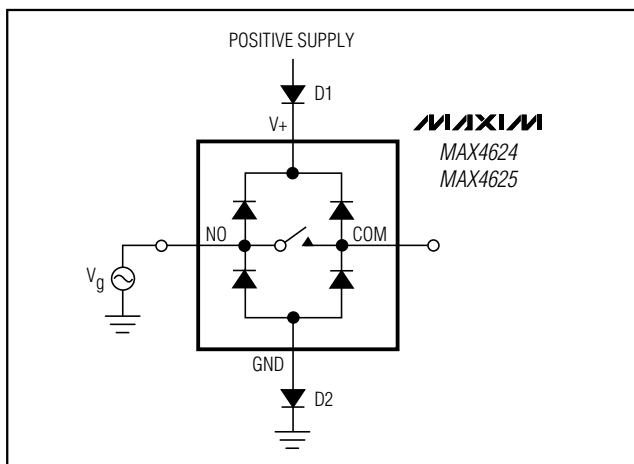 POSITIVE SUPPLY
D1
V+
MAXIM
MAX4624
MAX4625
NO
COM
Vg
GND
D2